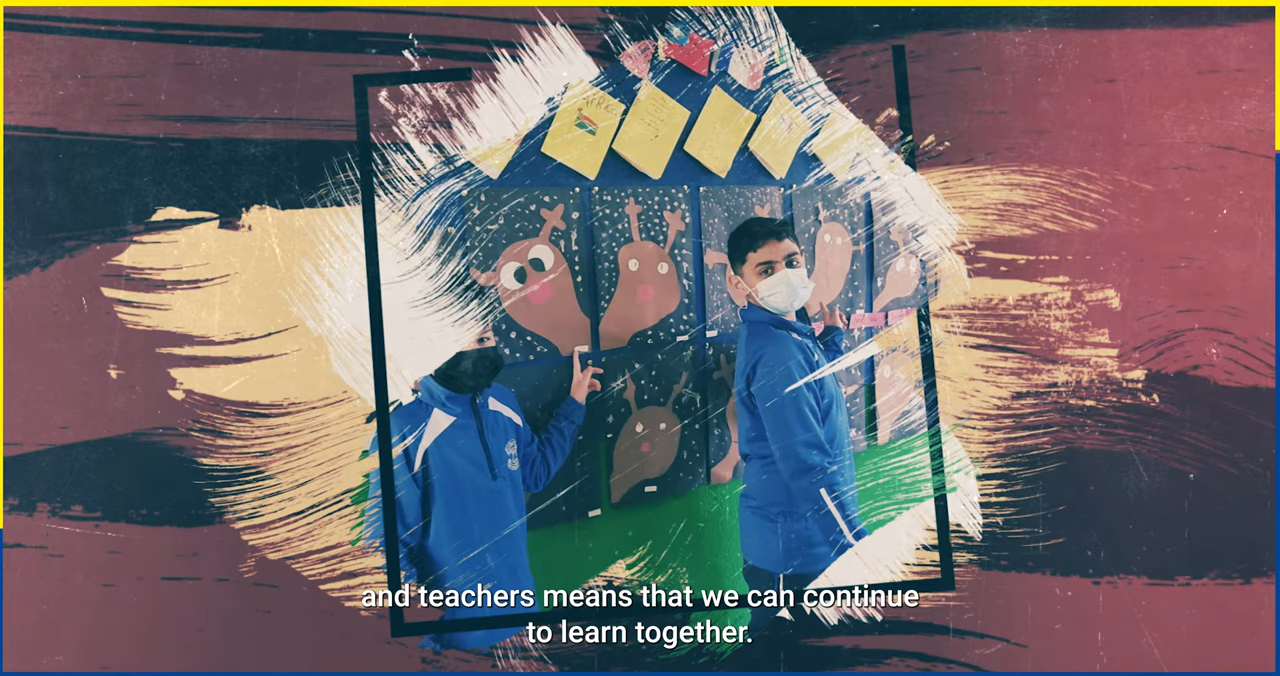 and teachers means that we can continue
to learn together.